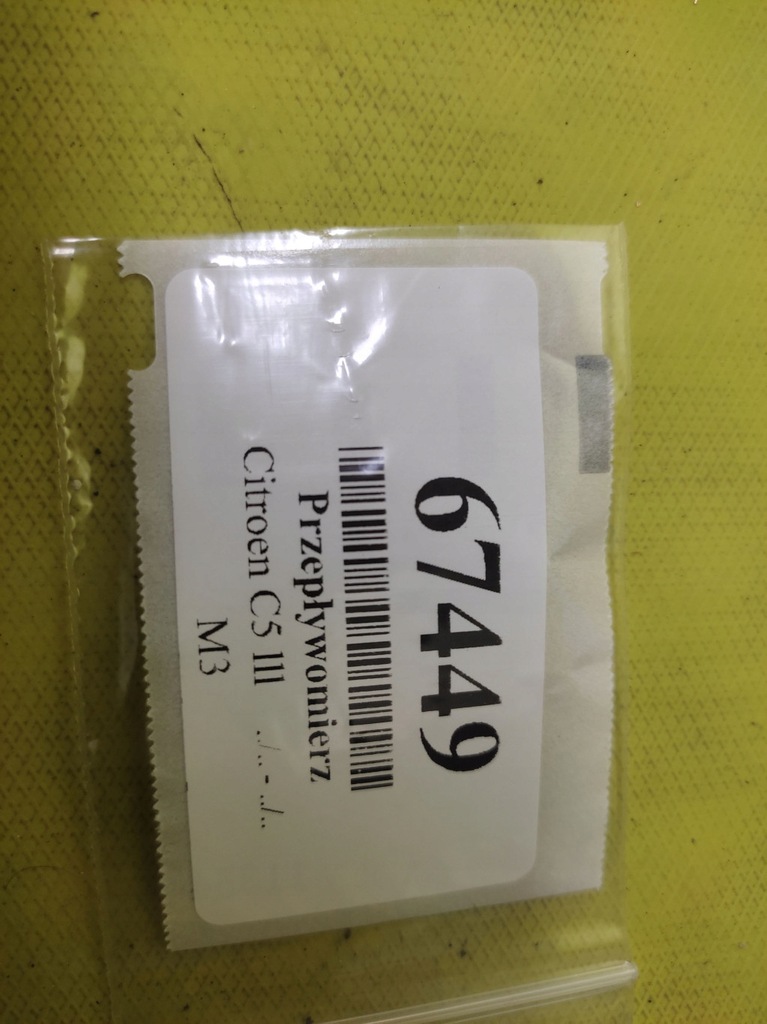 67449
Przepływomierz
Citroen C5 III ../.. - ../..
M3